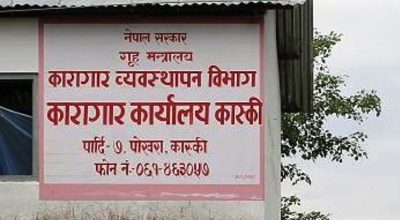 नेपाल सरकार
गृह मन्त्रालय
कारागार व्यवस्थापन विभाग
कारागार कार्यालय कास्की
पार्दि- ७, पोखरा, कास्की
फोन नं.-०६१-४६३०५७